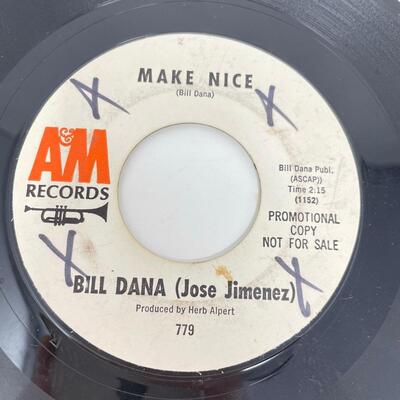 MAKE NICE
(Bill Dana)
A&M
RECORDS
Bill Dana Publ.
(ASCAP))
Time 2:15
(1152)
PROMOTIONAL
COPY
NOT FOR SALE
BILL DANA (Jose Jimenez)
Produced by Herb Alpert
779